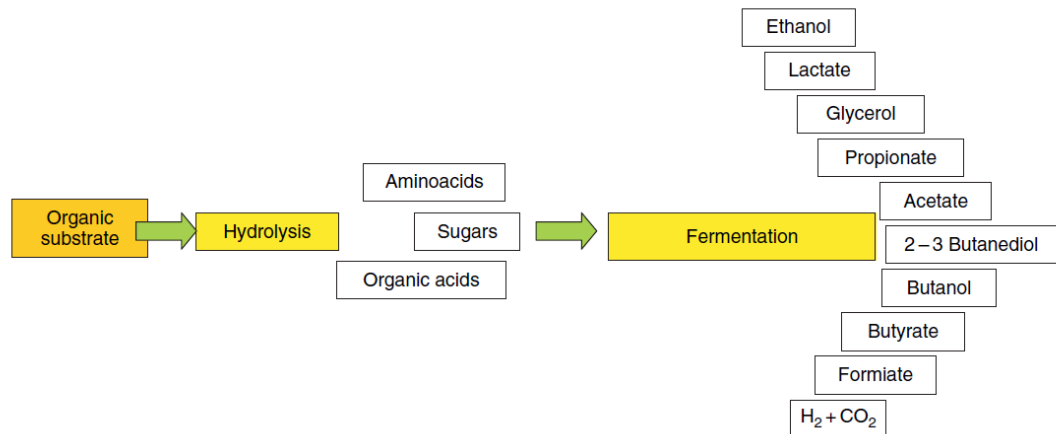 Organic
substrate
Hydrolysis
Aminoacids
Sugars
Organic acids
Fermentation
Ethanol
Lactate
Glycerol
Propionate
Acetate
2 – 3 Butanediol
Butanol
Butyrate
Formiate
H₂ + CO₂